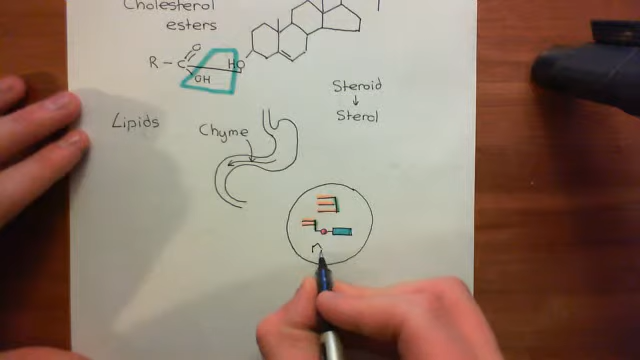 Cholesterol
esters
R - C
O
OH
HO
Steroid
↓
Sterol
Lipids
Chyme